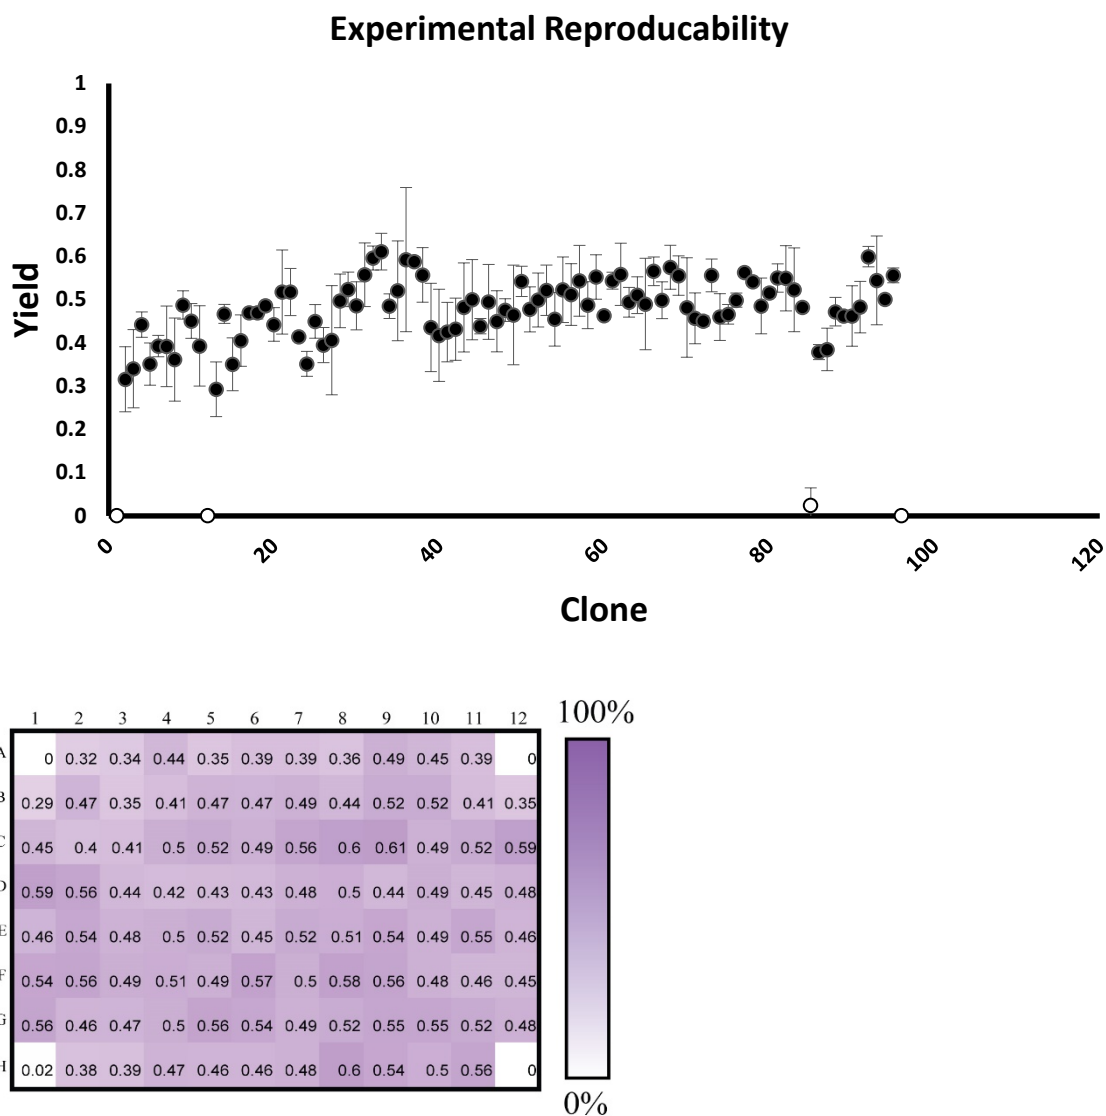 Experimental Reproducability
1
0.9
0.8
0.7
0.6
0.5
0.4
0.3
0.2
0.1
0
Yield
0 20 40 60 80 100 120
Clone
1 2 3 4 5 6 7 8 9 10 11 12
A 0 0.32 0.34 0.44 0.35 0.39 0.39 0.36 0.49 0.45 0.39 0
B 0.29 0.47 0.35 0.41 0.47 0.47 0.49 0.44 0.52 0.52 0.41 0.35
C 0.45 0.4 0.41 0.5 0.52 0.49 0.56 0.6 0.61 0.49 0.52 0.59
D 0.59 0.56 0.44 0.42 0.43 0.43 0.48 0.5 0.44 0.49 0.45 0.48
E 0.46 0.54 0.48 0.5 0.52 0.45 0.52 0.51 0.54 0.49 0.55 0.46
F 0.54 0.56 0.49 0.51 0.49 0.57 0.5 0.58 0.56 0.48 0.46 0.45
G 0.56 0.46 0.47 0.5 0.56 0.54 0.49 0.52 0.55 0.55 0.52 0.48
H 0.02 0.38 0.39 0.47 0.46 0.46 0.48 0.6 0.54 0.5 0.56 0
100%
0%